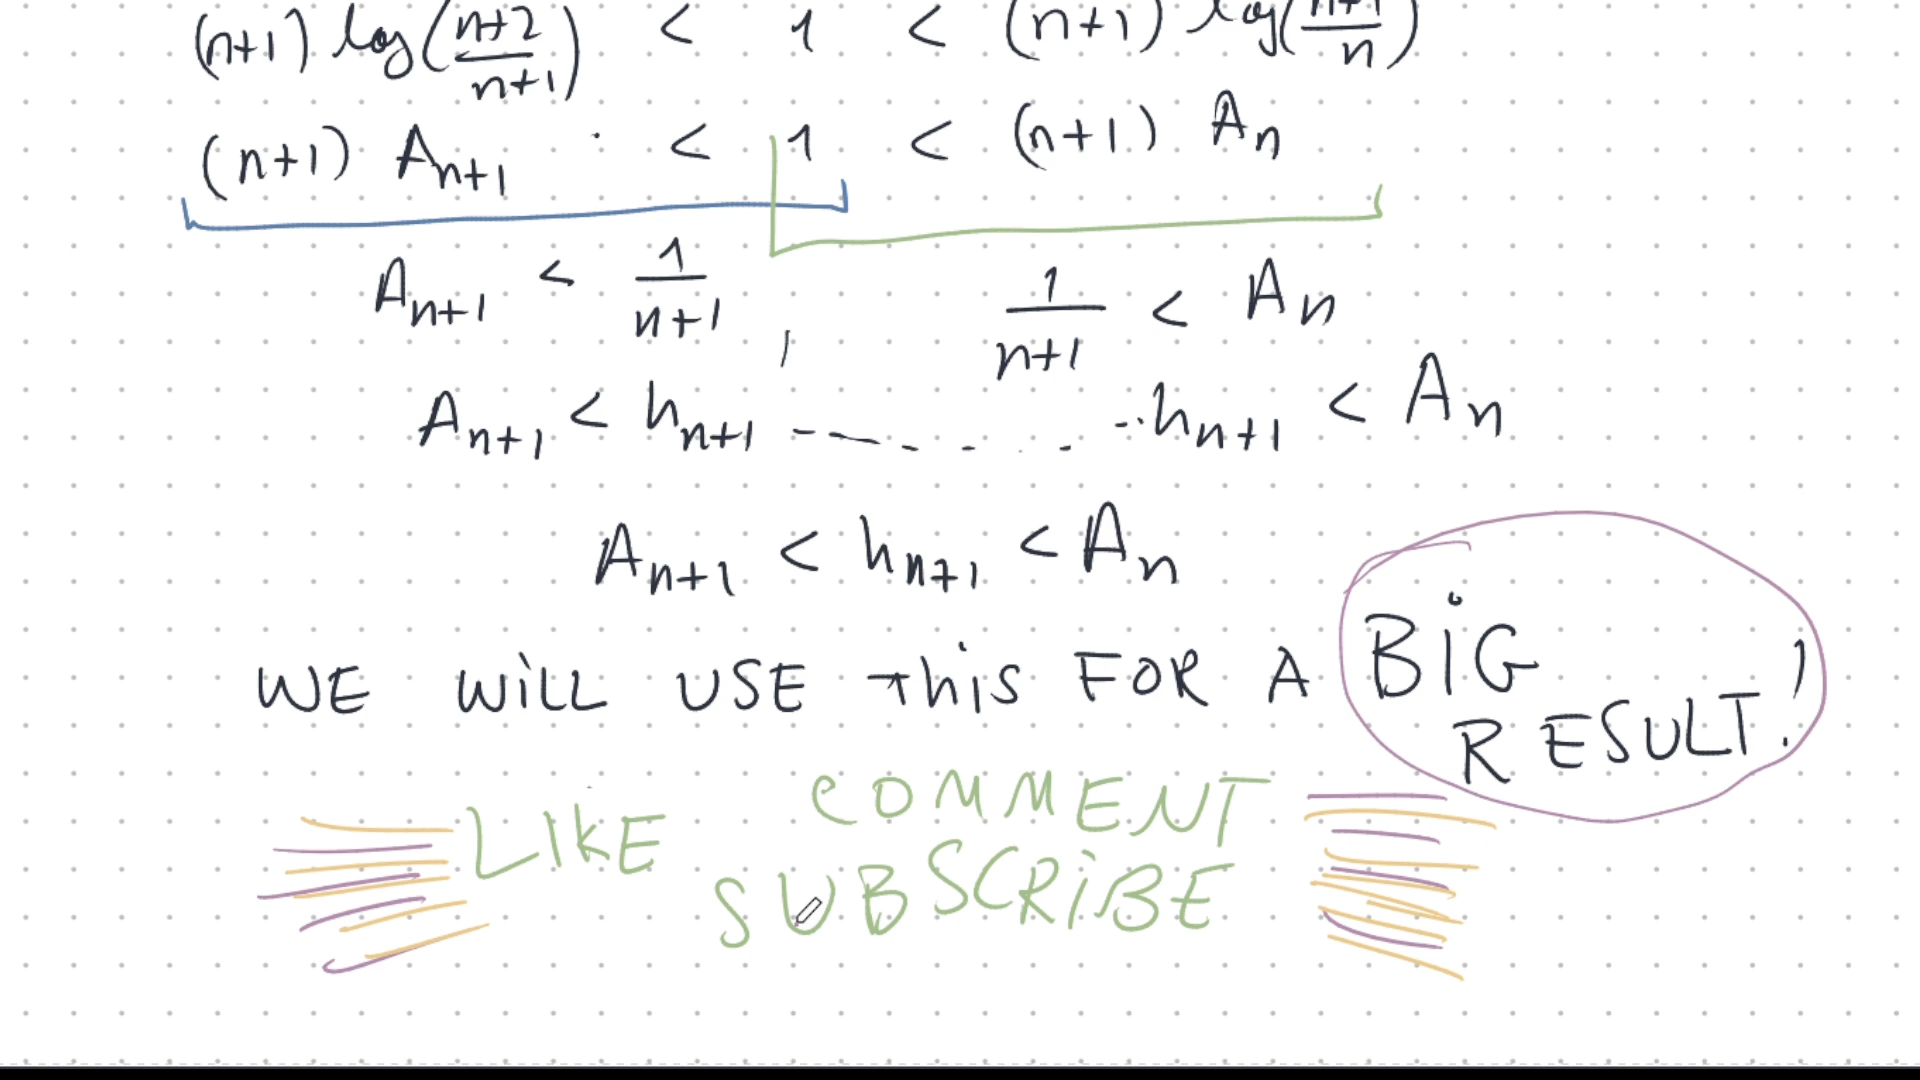 (n+1) log((n+2)/(n+1)) < 1 < (n+1) log((n+1)/n)
(n+1) A_{n+1} < 1 < (n+1) A_n
A_{n+1} < 1/(n+1) , 1/(n+1) < A_n
A_{n+1} < h_{n+1} -------- h_{n+1} < A_n
A_{n+1} < h_{n+1} < A_n
WE WiLL USE This FOR A BiG
RESULT!
LIKE COMMENT
SUBSCRiBE